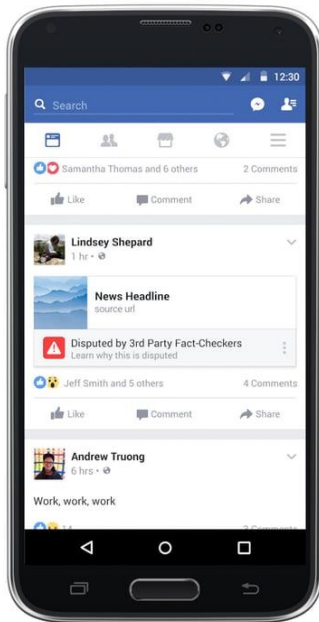 12:30
Search
Samantha Thomas and 6 others 2 Comments
Like Comment Share
Lindsey Shepard
1 hr •
News Headline
source url
Disputed by 3rd Party Fact-Checkers
Learn why this is disputed
Jeff Smith and 5 others 4 Comments
Like Comment Share
Andrew Truong
6 hrs •
Work, work, work
14 Comments